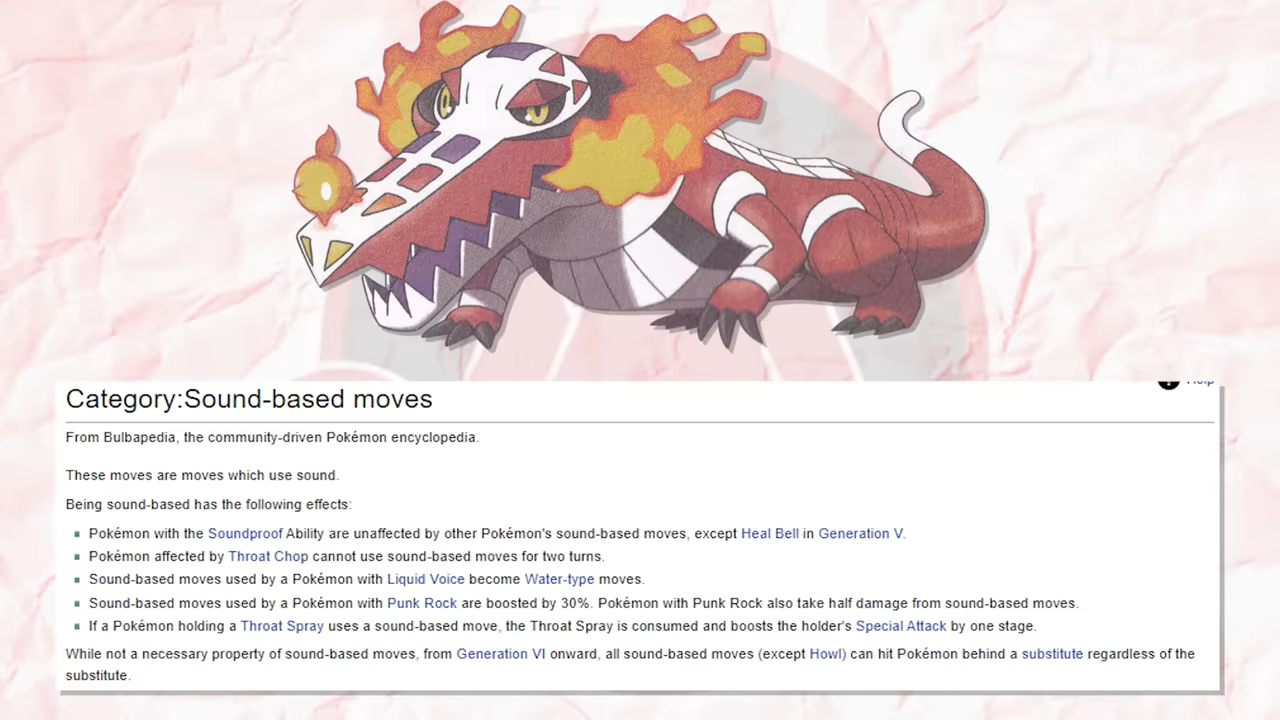 Help
Category:Sound-based moves
From Bulbapedia, the community-driven Pokémon encyclopedia.
These moves are moves which use sound.
Being sound-based has the following effects:
Pokémon with the Soundproof Ability are unaffected by other Pokémon's sound-based moves, except Heal Bell in Generation V.
Pokémon affected by Throat Chop cannot use sound-based moves for two turns.
Sound-based moves used by a Pokémon with Liquid Voice become Water-type moves.
Sound-based moves used by a Pokémon with Punk Rock are boosted by 30%. Pokémon with Punk Rock also take half damage from sound-based moves.
If a Pokémon holding a Throat Spray uses a sound-based move, the Throat Spray is consumed and boosts the holder's Special Attack by one stage.
While not a necessary property of sound-based moves, from Generation VI onward, all sound-based moves (except Howl) can hit Pokémon behind a substitute regardless of the
substitute.